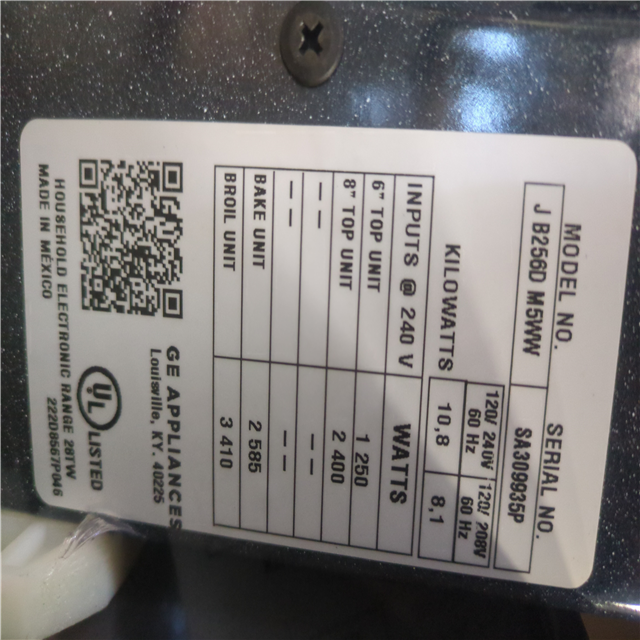 MODEL NO. SERIAL NO.
J B256D M5WW SA309935P
KILOWATTS 120/ 240V 60 Hz 120/ 208V 60 Hz
10,8 8,1
INPUTS @ 240 V WATTS
6" TOP UNIT 1 250
8" TOP UNIT 2 400
-- --
-- --
BAKE UNIT 2 585
BROIL UNIT 3 410
GE APPLIANCES
Louisville, KY. 40225
UL LISTED
HOUSEHOLD ELECTRONIC RANGE 28TW
MADE IN MÉXICO 222D8667P046